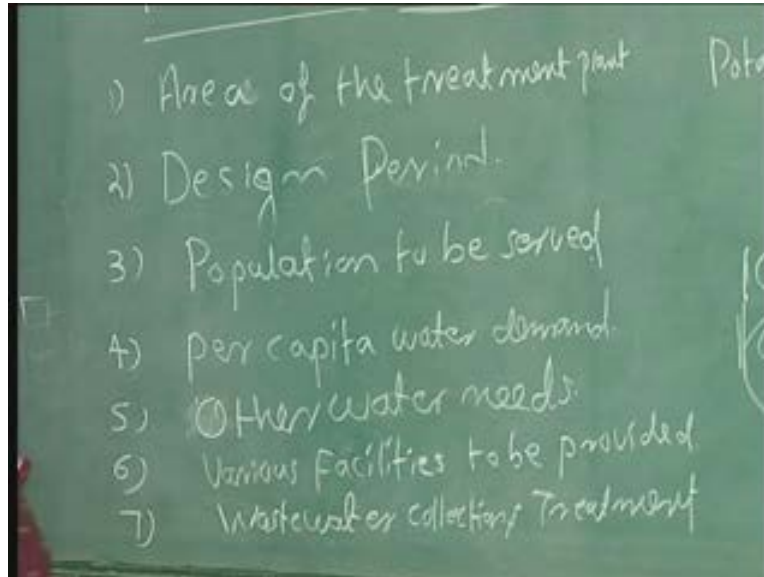 1) Area of the treatment plant
2) Design Period.
3) Population to be served
4) per capita water demand.
5) Other water needs.
6) Various Facilities to be provided
7) Wastewater collection, Treatment